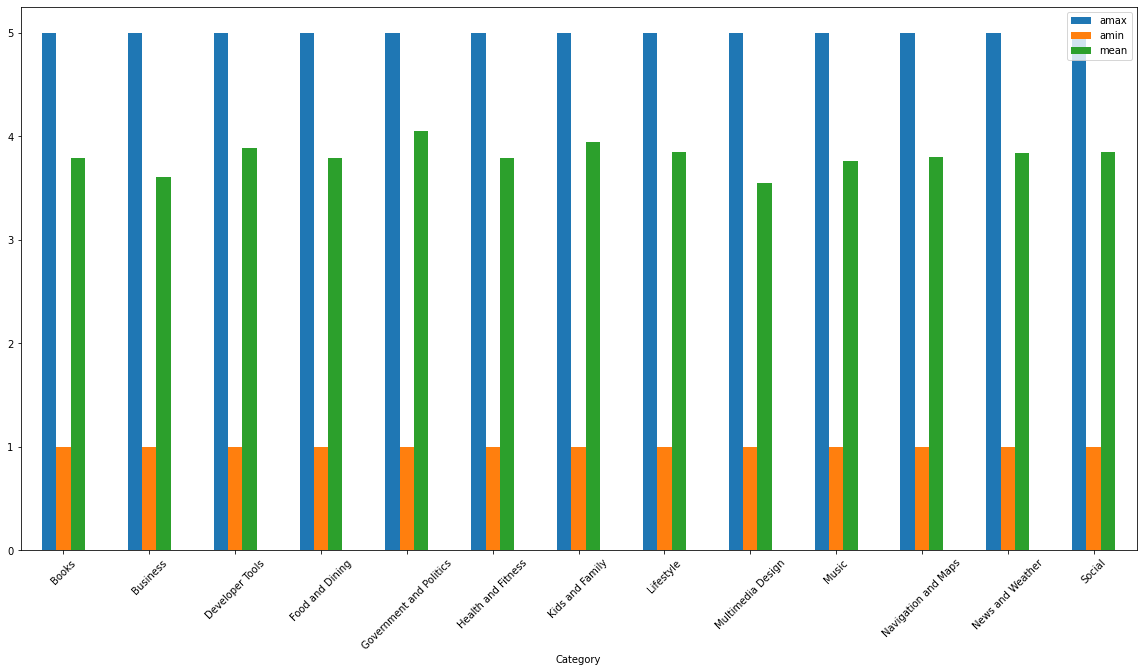 amax
amin
mean
5
4
3
2
1
0
Books
Business
Developer Tools
Food and Dining
Government and Politics
Health and Fitness
Kids and Family
Lifestyle
Multimedia Design
Music
Navigation and Maps
News and Weather
Social
Category